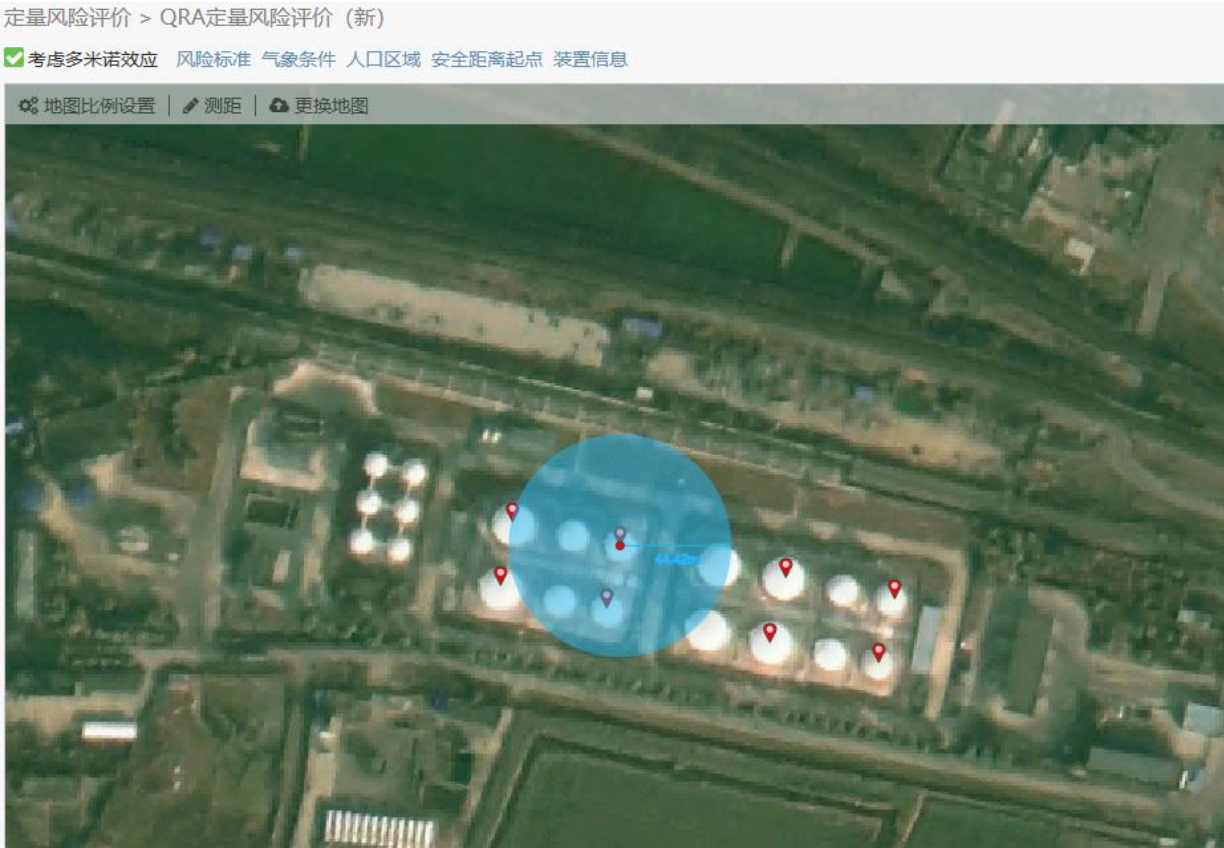 定量风险评价 > QRA定量风险评价（新）
考虑多米诺效应 风险标准 气象条件 人口区域 安全距离起点 装置信息
地图比例设置 | 测距 | 更换地图
44.42m